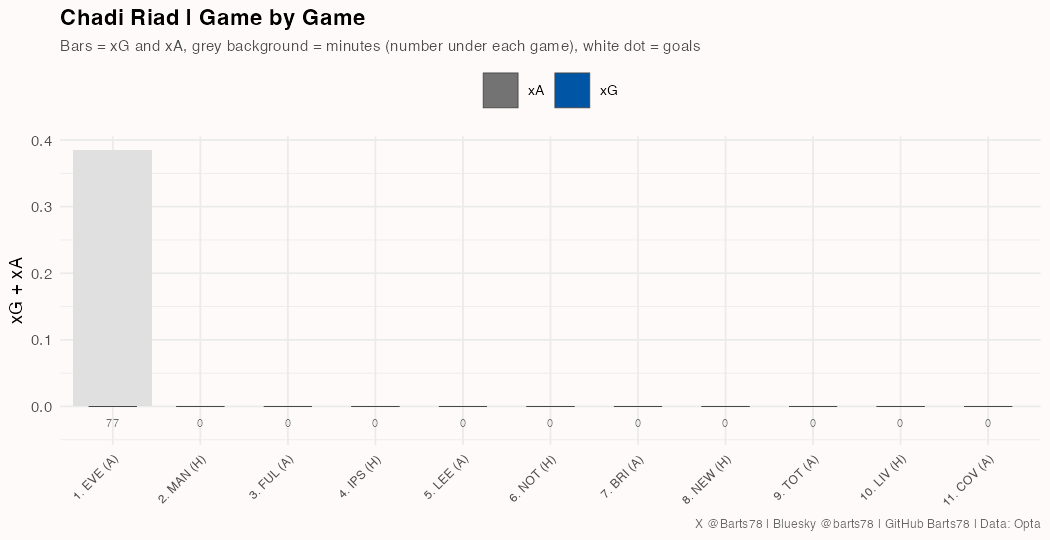 Chadi Riad | Game by Game
Bars = xG and xA, grey background = minutes (number under each game), white dot = goals
xA
xG
xG + xA
0.4
0.3
0.2
0.1
0.0
77 0 0 0 0 0 0 0 0 0 0
1. EVE (A)
2. MAN (H)
3. FUL (A)
4. IPS (H)
5. LEE (A)
6. NOT (H)
7. BRI (A)
8. NEW (H)
9. TOT (A)
10. LIV (H)
11. COV (A)
X @Barts78 | Bluesky @barts78 | GitHub Barts78 | Data: Opta